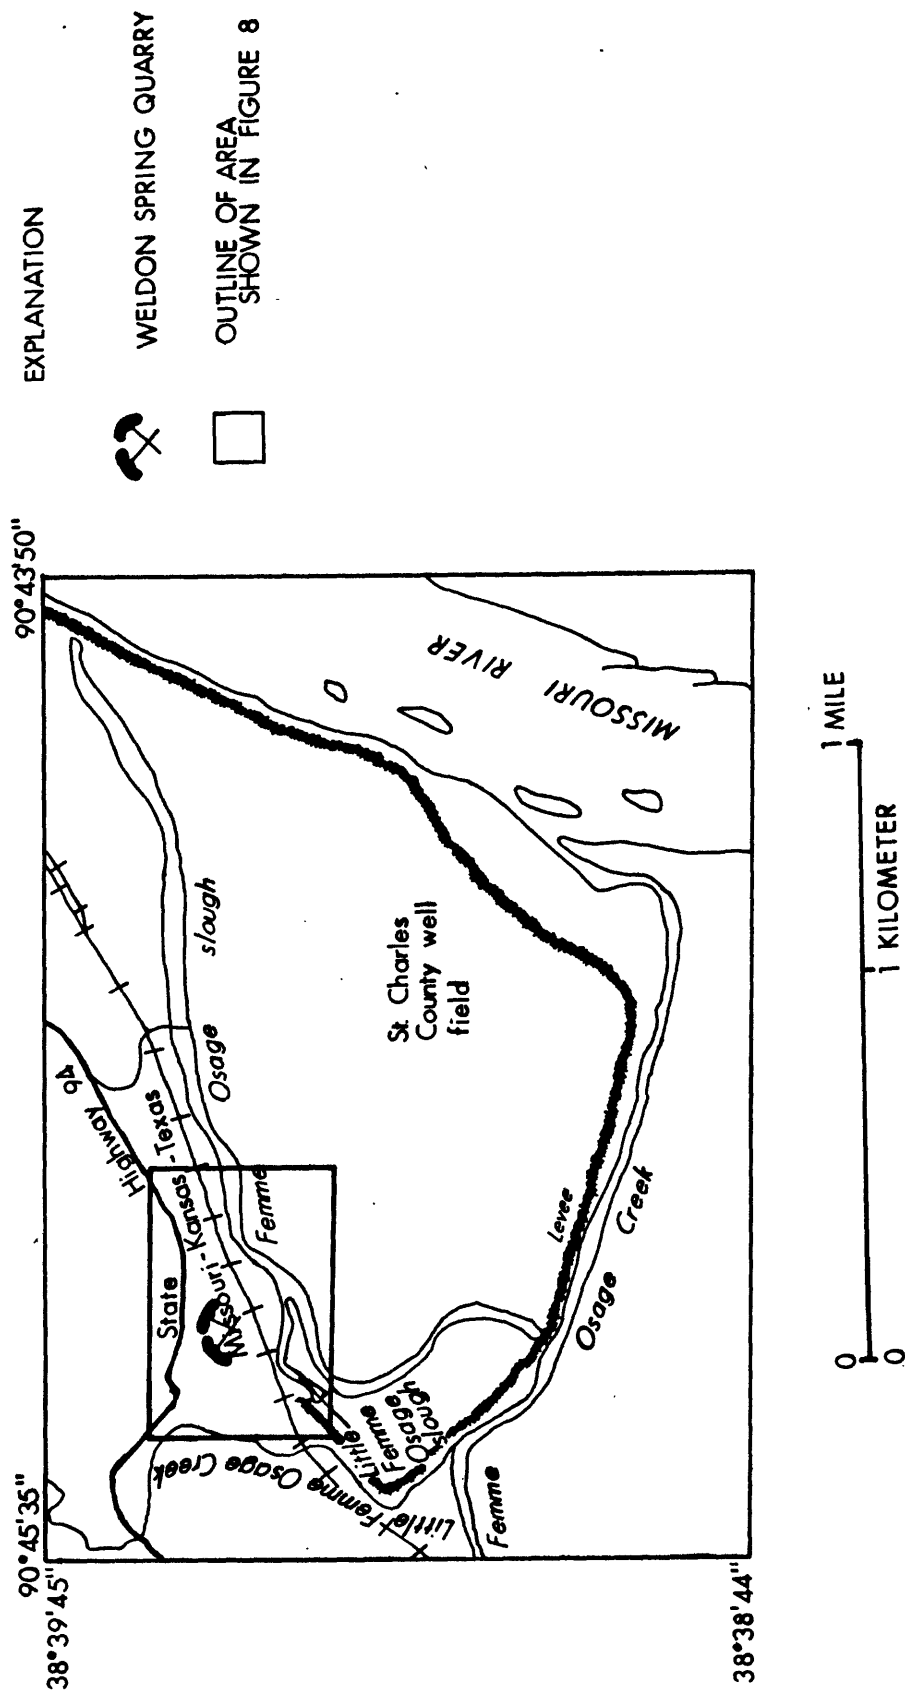 EXPLANATION
WELDON SPRING QUARRY
OUTLINE OF AREA
SHOWN IN FIGURE 8
90°45'35"
90°43'50"
38°39'45"
38°38'44"
State
Highway 94
Missouri-Kansas-Texas
Femme
Osage
slough
Little Femme Osage Creek
Little
Femme
Osage
slough
St. Charles
County well
field
MISSOURI
RIVER
Levee
Femme
Osage
Creek
0
1 MILE
0
1 KILOMETER